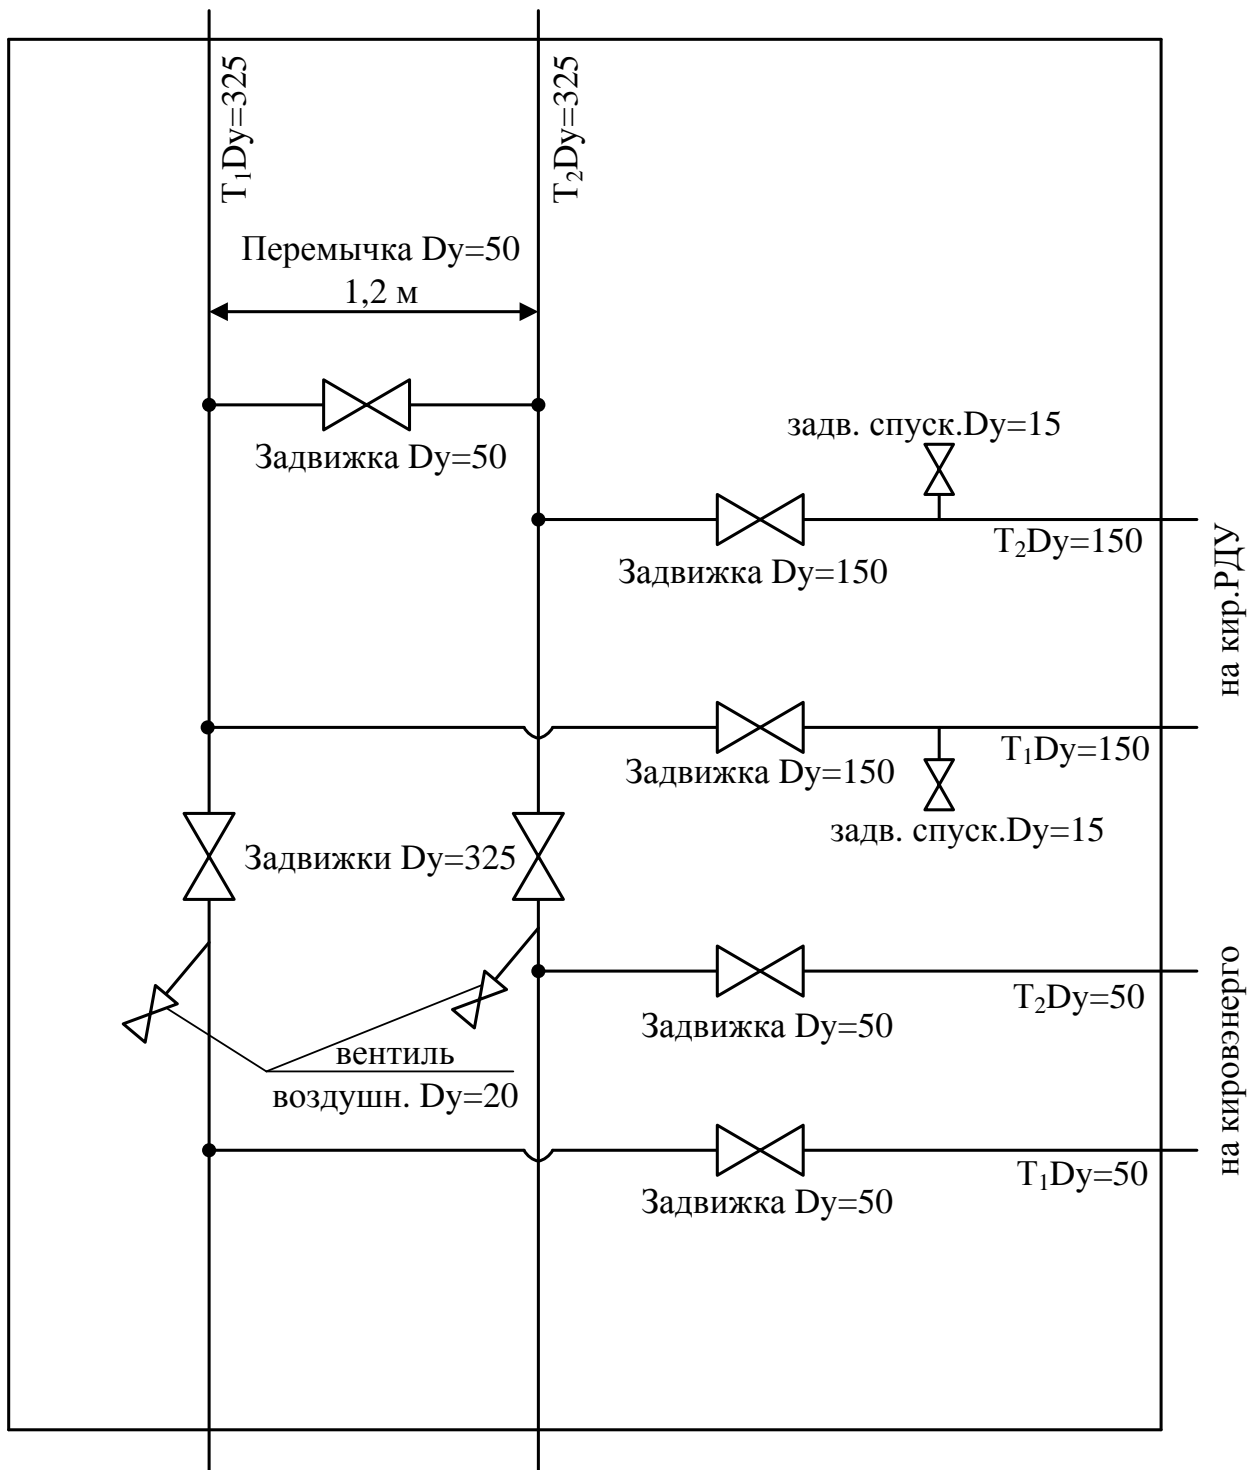 T₁Dy=325
T₂Dy=325
Перемычка Dy=50
1,2 м
Задвижка Dy=50
задв. спуск.Dy=15
Задвижка Dy=150
T₂Dy=150
на кир.РДУ
Задвижка Dy=150
T₁Dy=150
задв. спуск.Dy=15
Задвижки Dy=325
Задвижка Dy=50
T₂Dy=50
на кировэнерго
вентиль
воздушн. Dy=20
Задвижка Dy=50
T₁Dy=50